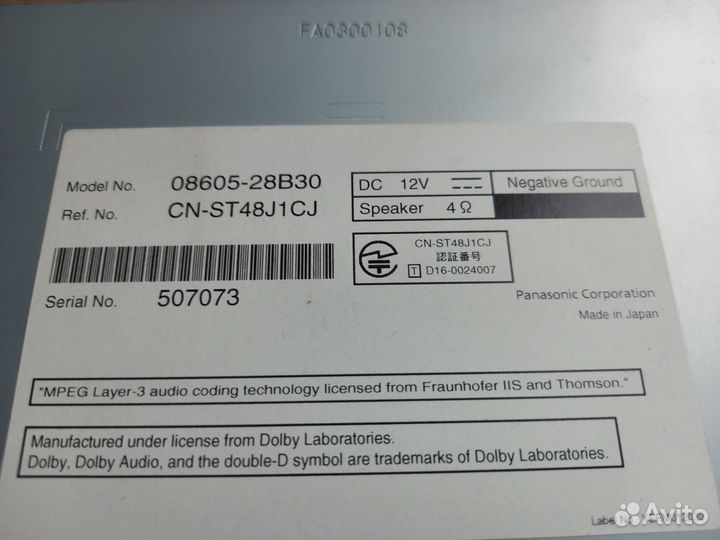 FA0300108
Model No. 08605-28B30
Ref. No. CN-ST48J1CJ
DC 12V
Negative Ground
Speaker 4 Ω
CN-ST48J1CJ
認証番号
T D16-0024007
Serial No. 507073
Panasonic Corporation
Made in Japan
"MPEG Layer-3 audio coding technology licensed from Fraunhofer IIS and Thomson."
Manufactured under license from Dolby Laboratories.
Dolby, Dolby Audio, and the double-D symbol are trademarks of Dolby Laboratories.
Label No.
Avito